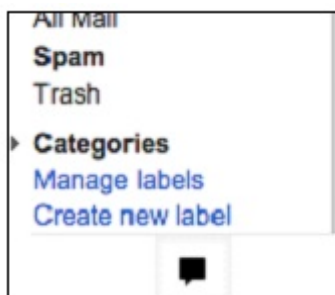 All Mail
Spam
Trash
Categories
Manage labels
Create new label